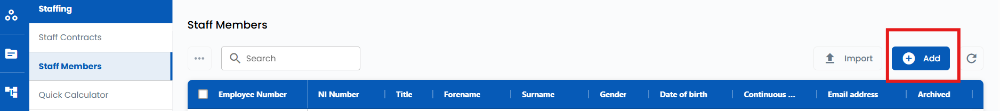 Staffing
Staff Contracts
Staff Members
Quick Calculator
Staff Members
••• Search Import Add
Employee Number NI Number Title Forename Surname Gender Date of birth Continuous ... Email address Archived